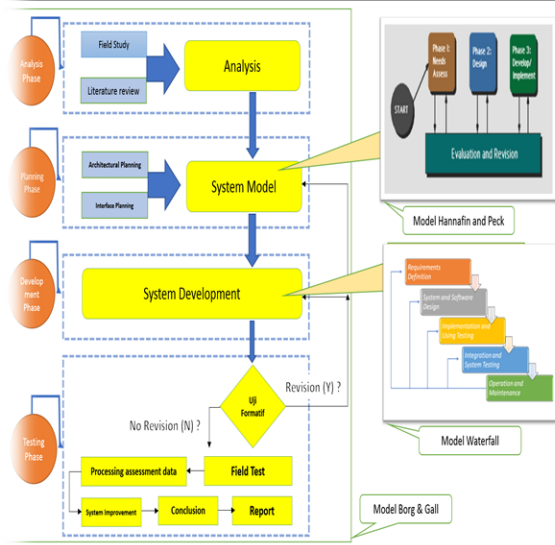 Analysis
Phase
Field Study
Literature review
Analysis
Planning
Phase
Architectural Planning
Interface Planning
System Model
Develop
ment
Phase
System Development
Testing
Phase
Uji
Formatif
Revision (Y) ?
No Revision (N) ?
Processing assessment data
Field Test
System Improvement
Conclusion
Report
START
Phase 1:
Needs
Assess
Phase 2:
Design
Phase 3:
Develop/
Implement
Evaluation and Revision
Model Hannafin and Peck
Requirements
Definition
System and Software
Design
Implementation and
Using Testing
Integration and
System Testing
Operation and
Maintenance
Model Waterfall
Model Borg & Gall